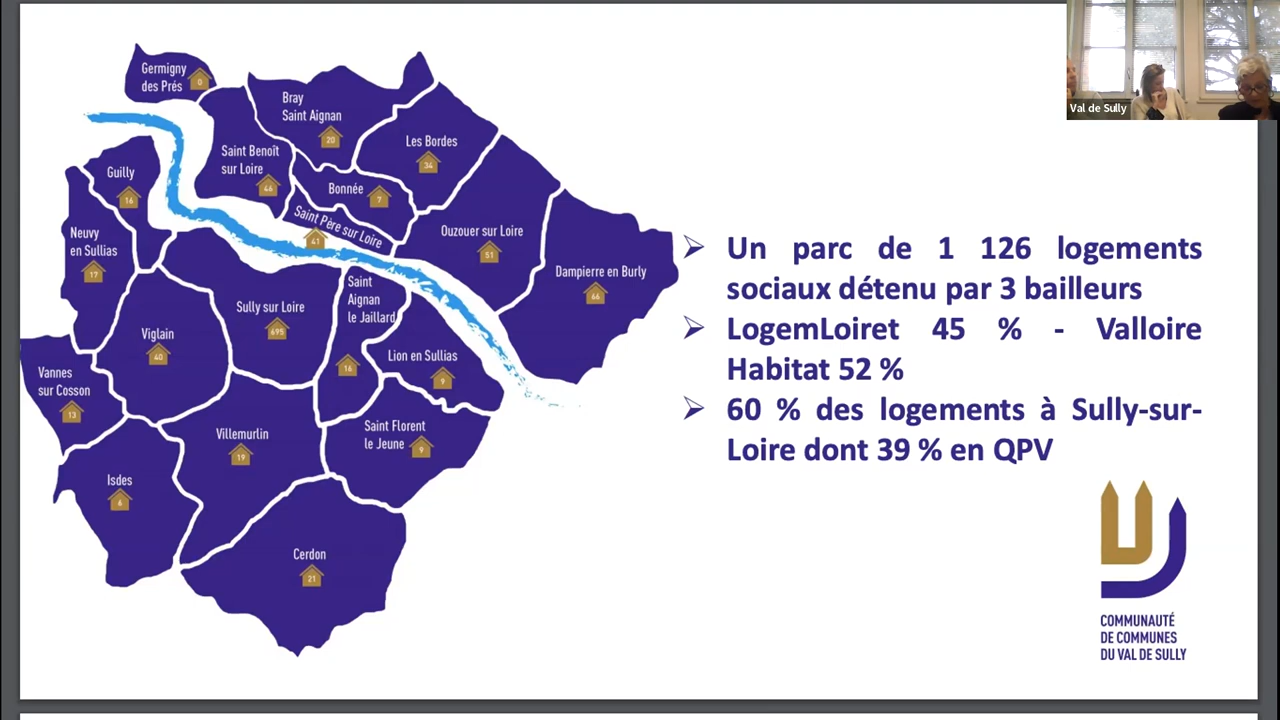 Germigny
des Prés
0
Bray
Saint Aignan
20
Les Bordes
34
Saint Benoît
sur Loire
46
Bonnée
7
Guilly
16
Saint Père sur Loire
41
Ouzouer sur Loire
51
Neuvy
en Sullias
17
Dampierre en Burly
66
Saint
Aignan
le Jaillard
16
Sully sur Loire
695
Viglain
40
Lion en Sullias
9
Vannes
sur Cosson
13
Villemurlin
19
Saint Florent
le Jeune
9
Isdes
6
Cerdon
21
Val de Sully
Un parc de 1 126 logements
sociaux détenu par 3 bailleurs
LogemLoiret 45 % - Valloire
Habitat 52 %
60 % des logements à Sully-sur-
Loire dont 39 % en QPV
COMMUNAUTÉ
DE COMMUNES
DU VAL DE SULLY